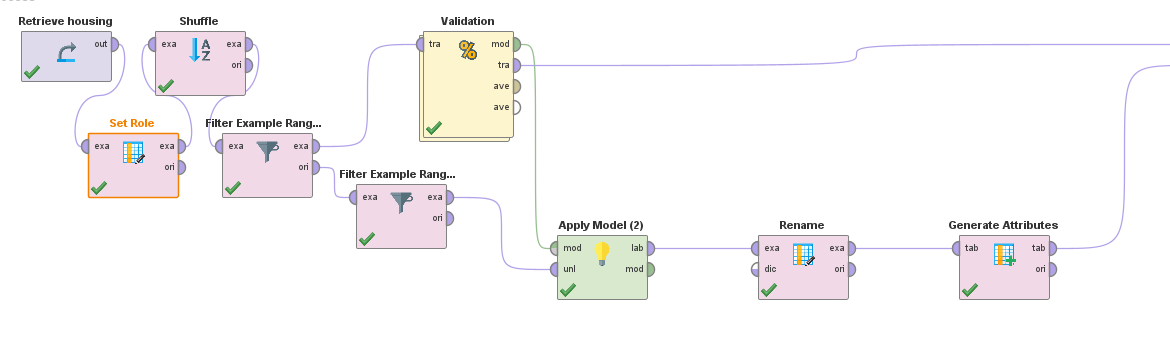 Retrieve housing
out
Shuffle
exa
exa
ori
Validation
tra
mod
tra
ave
ave
Set Role
exa
exa
ori
Filter Example Rang...
exa
exa
ori
Filter Example Rang...
exa
exa
ori
Apply Model (2)
mod
lab
unl
mod
Rename
exa
exa
dic
ori
Generate Attributes
tab
tab
ori